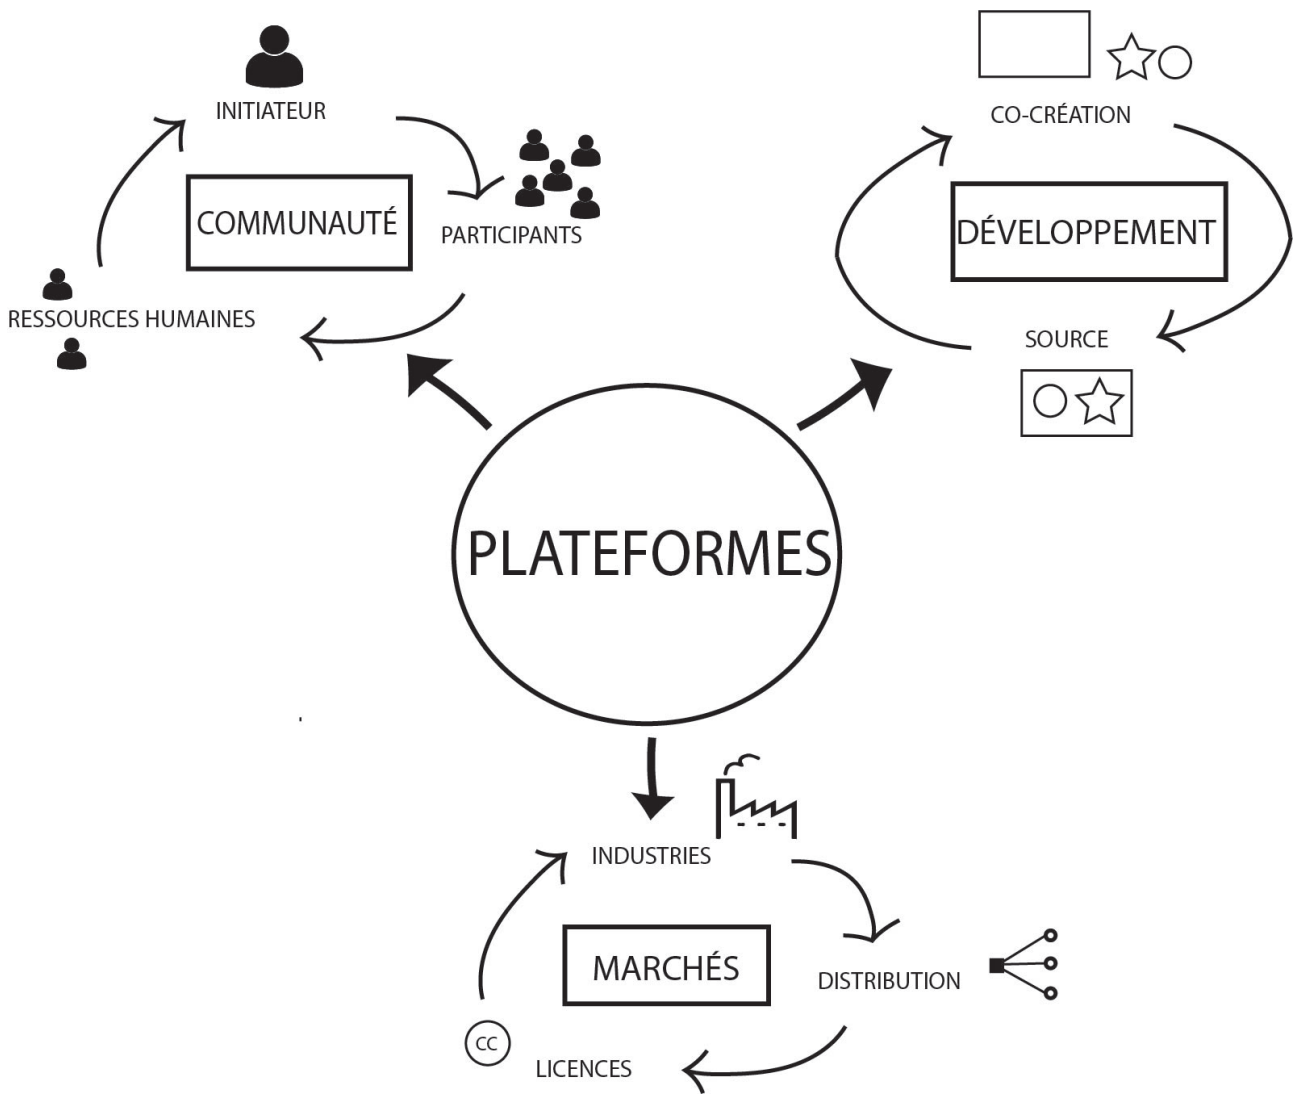 INITIATEUR
COMMUNAUTÉ
PARTICIPANTS
RESSOURCES HUMAINES
CO-CRÉATION
DÉVELOPPEMENT
SOURCE
PLATEFORMES
INDUSTRIES
MARCHÉS
DISTRIBUTION
CC
LICENCES